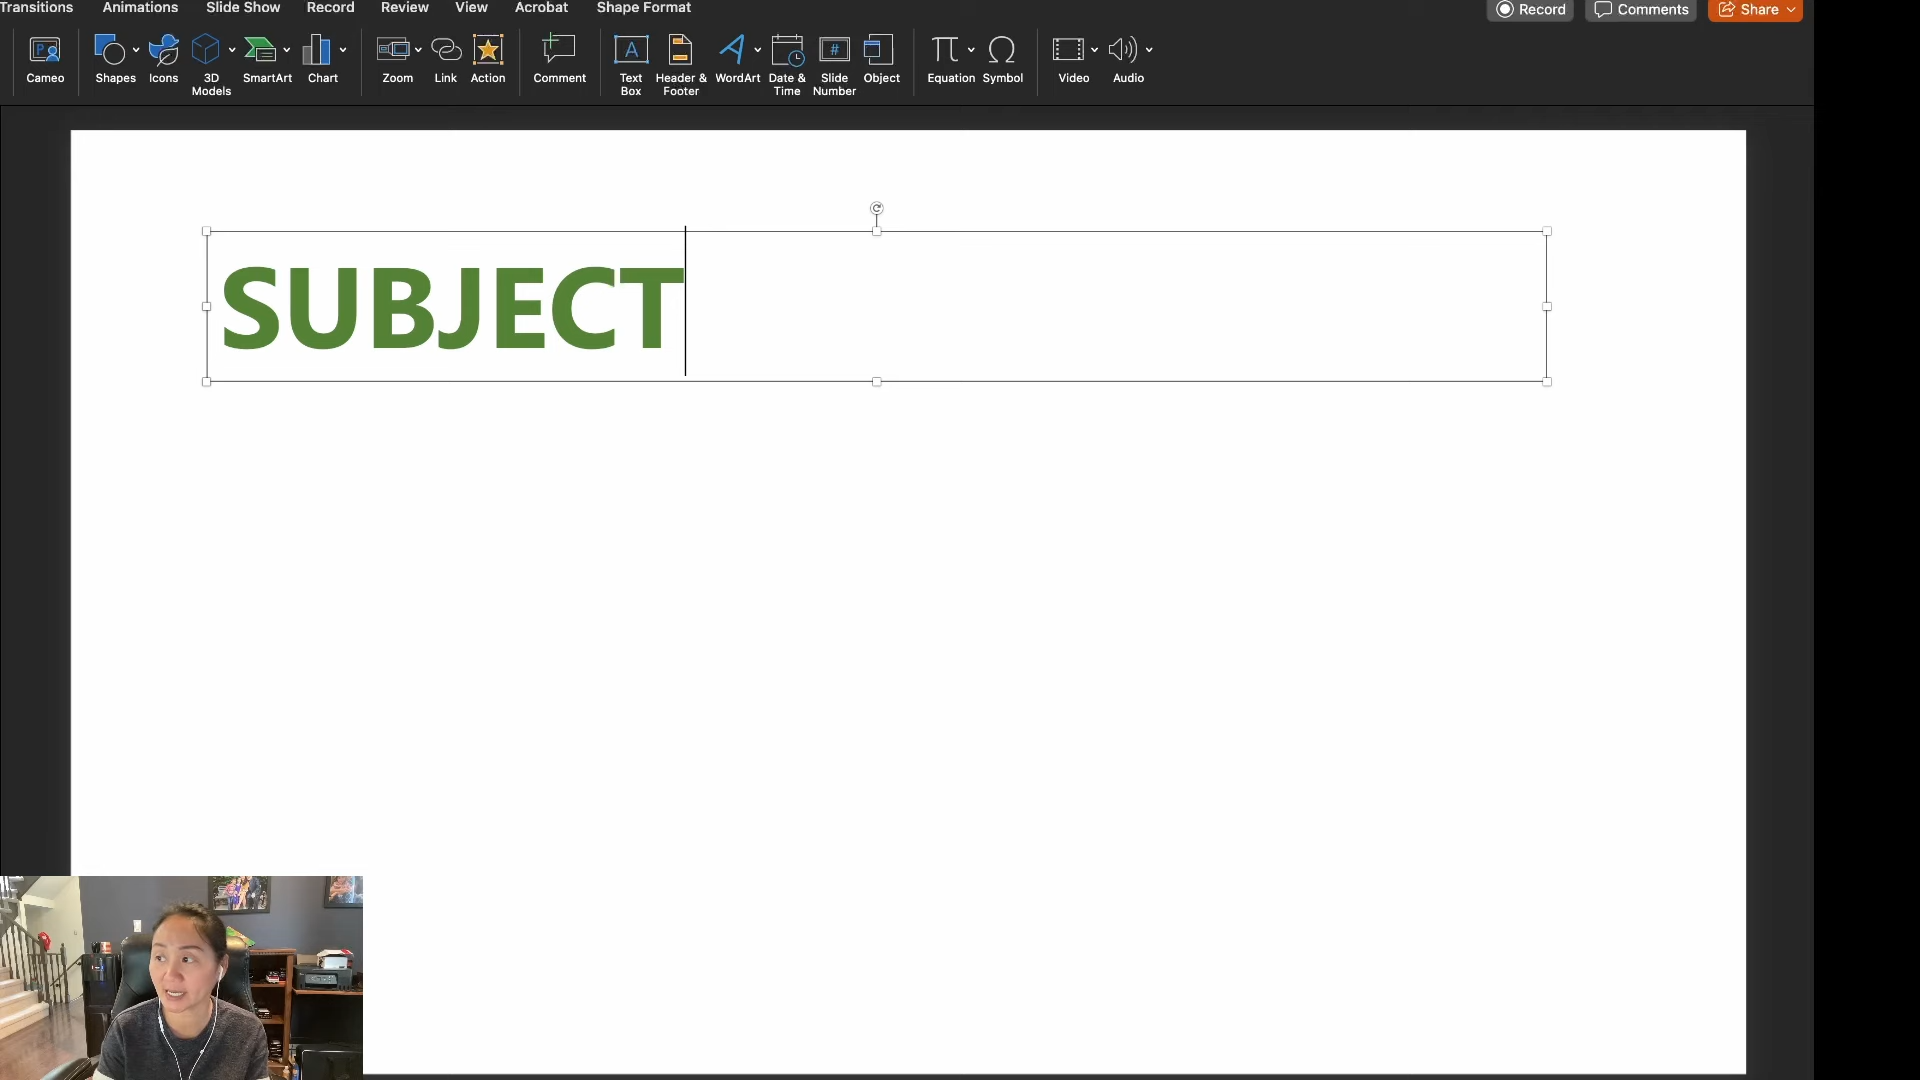 Transitions Animations Slide Show Record Review View Acrobat Shape Format
Record Comments Share
Cameo Shapes Icons 3D Models SmartArt Chart Zoom Link Action Comment Text Box Header & Footer WordArt Date & Time Slide Number Object Equation Symbol Video Audio
SUBJECT